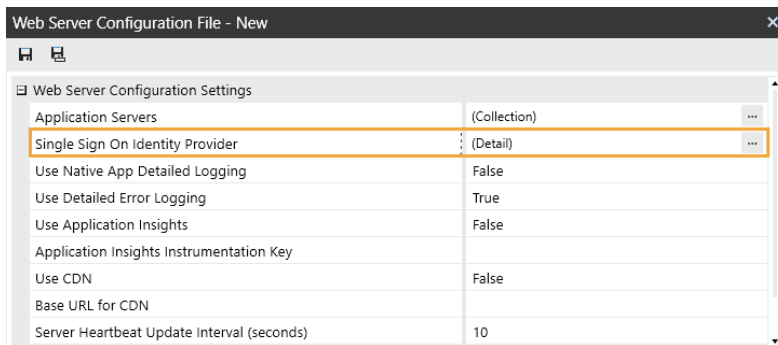 Web Server Configuration File - New
Web Server Configuration Settings
Application Servers (Collection) ...
Single Sign On Identity Provider (Detail) ...
Use Native App Detailed Logging False
Use Detailed Error Logging True
Use Application Insights False
Application Insights Instrumentation Key
Use CDN False
Base URL for CDN
Server Heartbeat Update Interval (seconds) 10